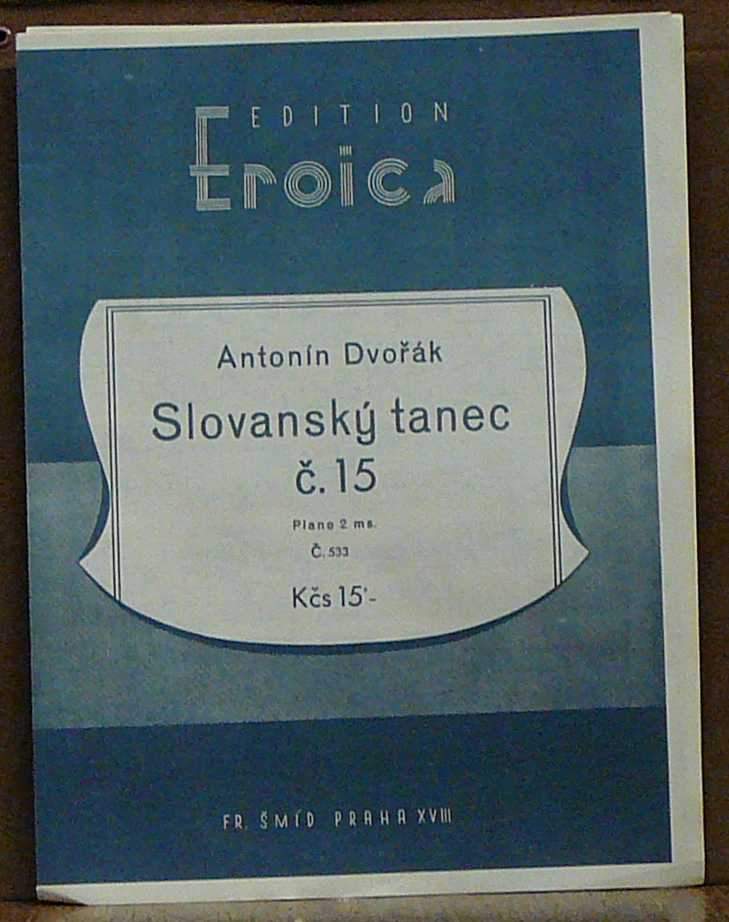 EDITION
Eroica
Antonín Dvořák
Slovanský tanec
č. 15
Piano 2 ms.
Č. 533
Kčs 15'-
FR. ŠMÍD PRAHA XVIII